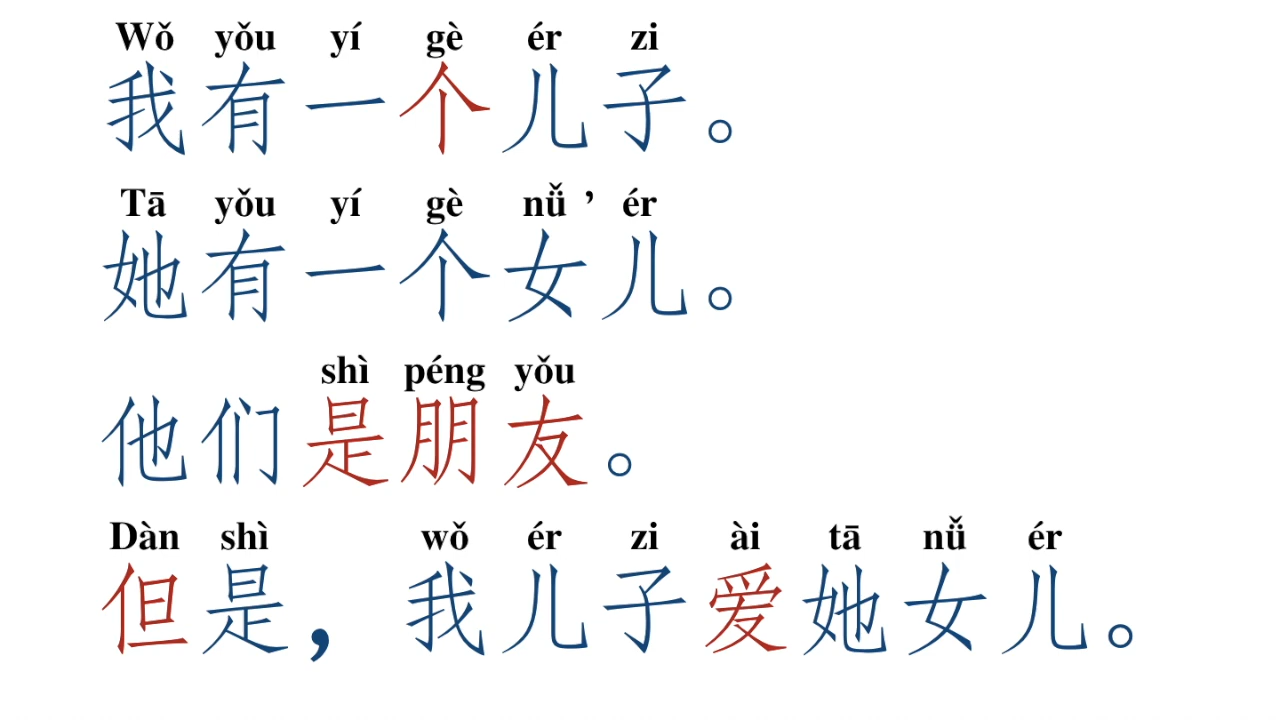 Wǒ yǒu yí gè ér zi
我有一个儿子。
Tā yǒu yí gè nǚ ’ ér
她有一个女儿。
shì péng yǒu
他们是朋友。
Dàn shì wǒ ér zi ài tā nǚ ér
但是，我儿子爱她女儿。